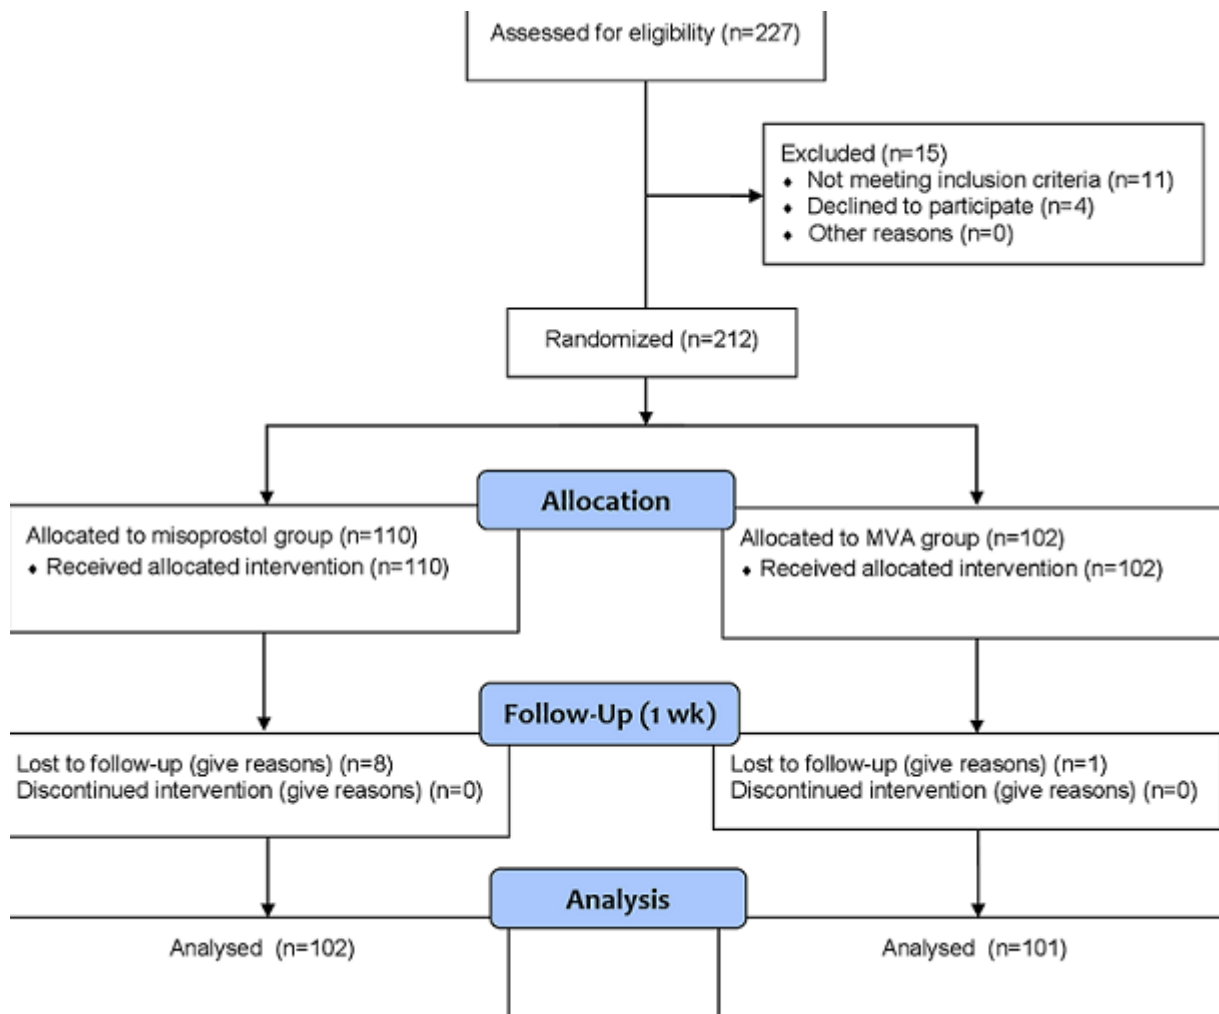 Assessed for eligibility (n=227)
Excluded (n=15)
♦ Not meeting inclusion criteria (n=11)
♦ Declined to participate (n=4)
♦ Other reasons (n=0)
Randomized (n=212)
Allocation
Allocated to misoprostol group (n=110)
♦ Received allocated intervention (n=110)
Allocated to MVA group (n=102)
♦ Received allocated intervention (n=102)
Follow-Up (1 wk)
Lost to follow-up (give reasons) (n=8)
Discontinued intervention (give reasons) (n=0)
Lost to follow-up (give reasons) (n=1)
Discontinued intervention (give reasons) (n=0)
Analysis
Analysed (n=102)
Analysed (n=101)